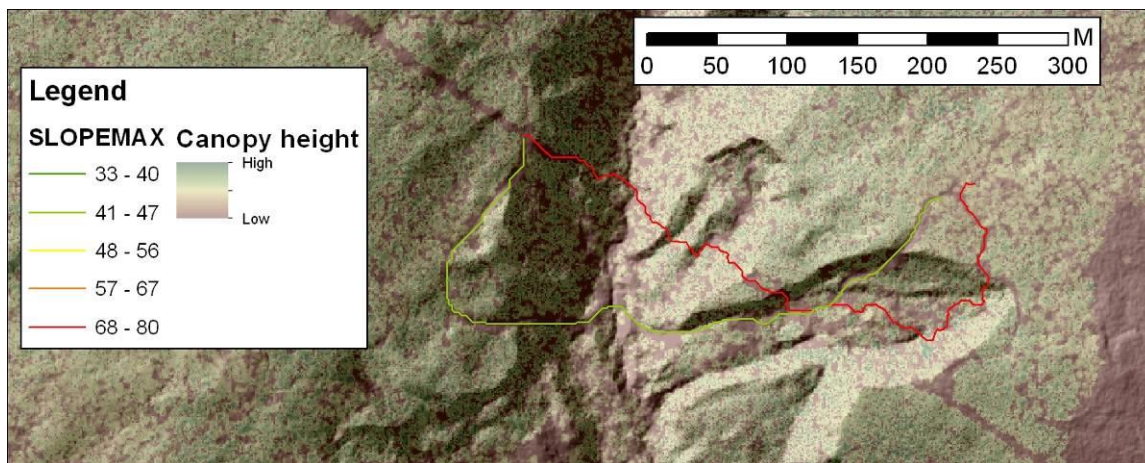 M
0 50 100 150 200 250 300
Legend
SLOPEMAX Canopy height
High
33 - 40
41 - 47
Low
48 - 56
57 - 67
68 - 80